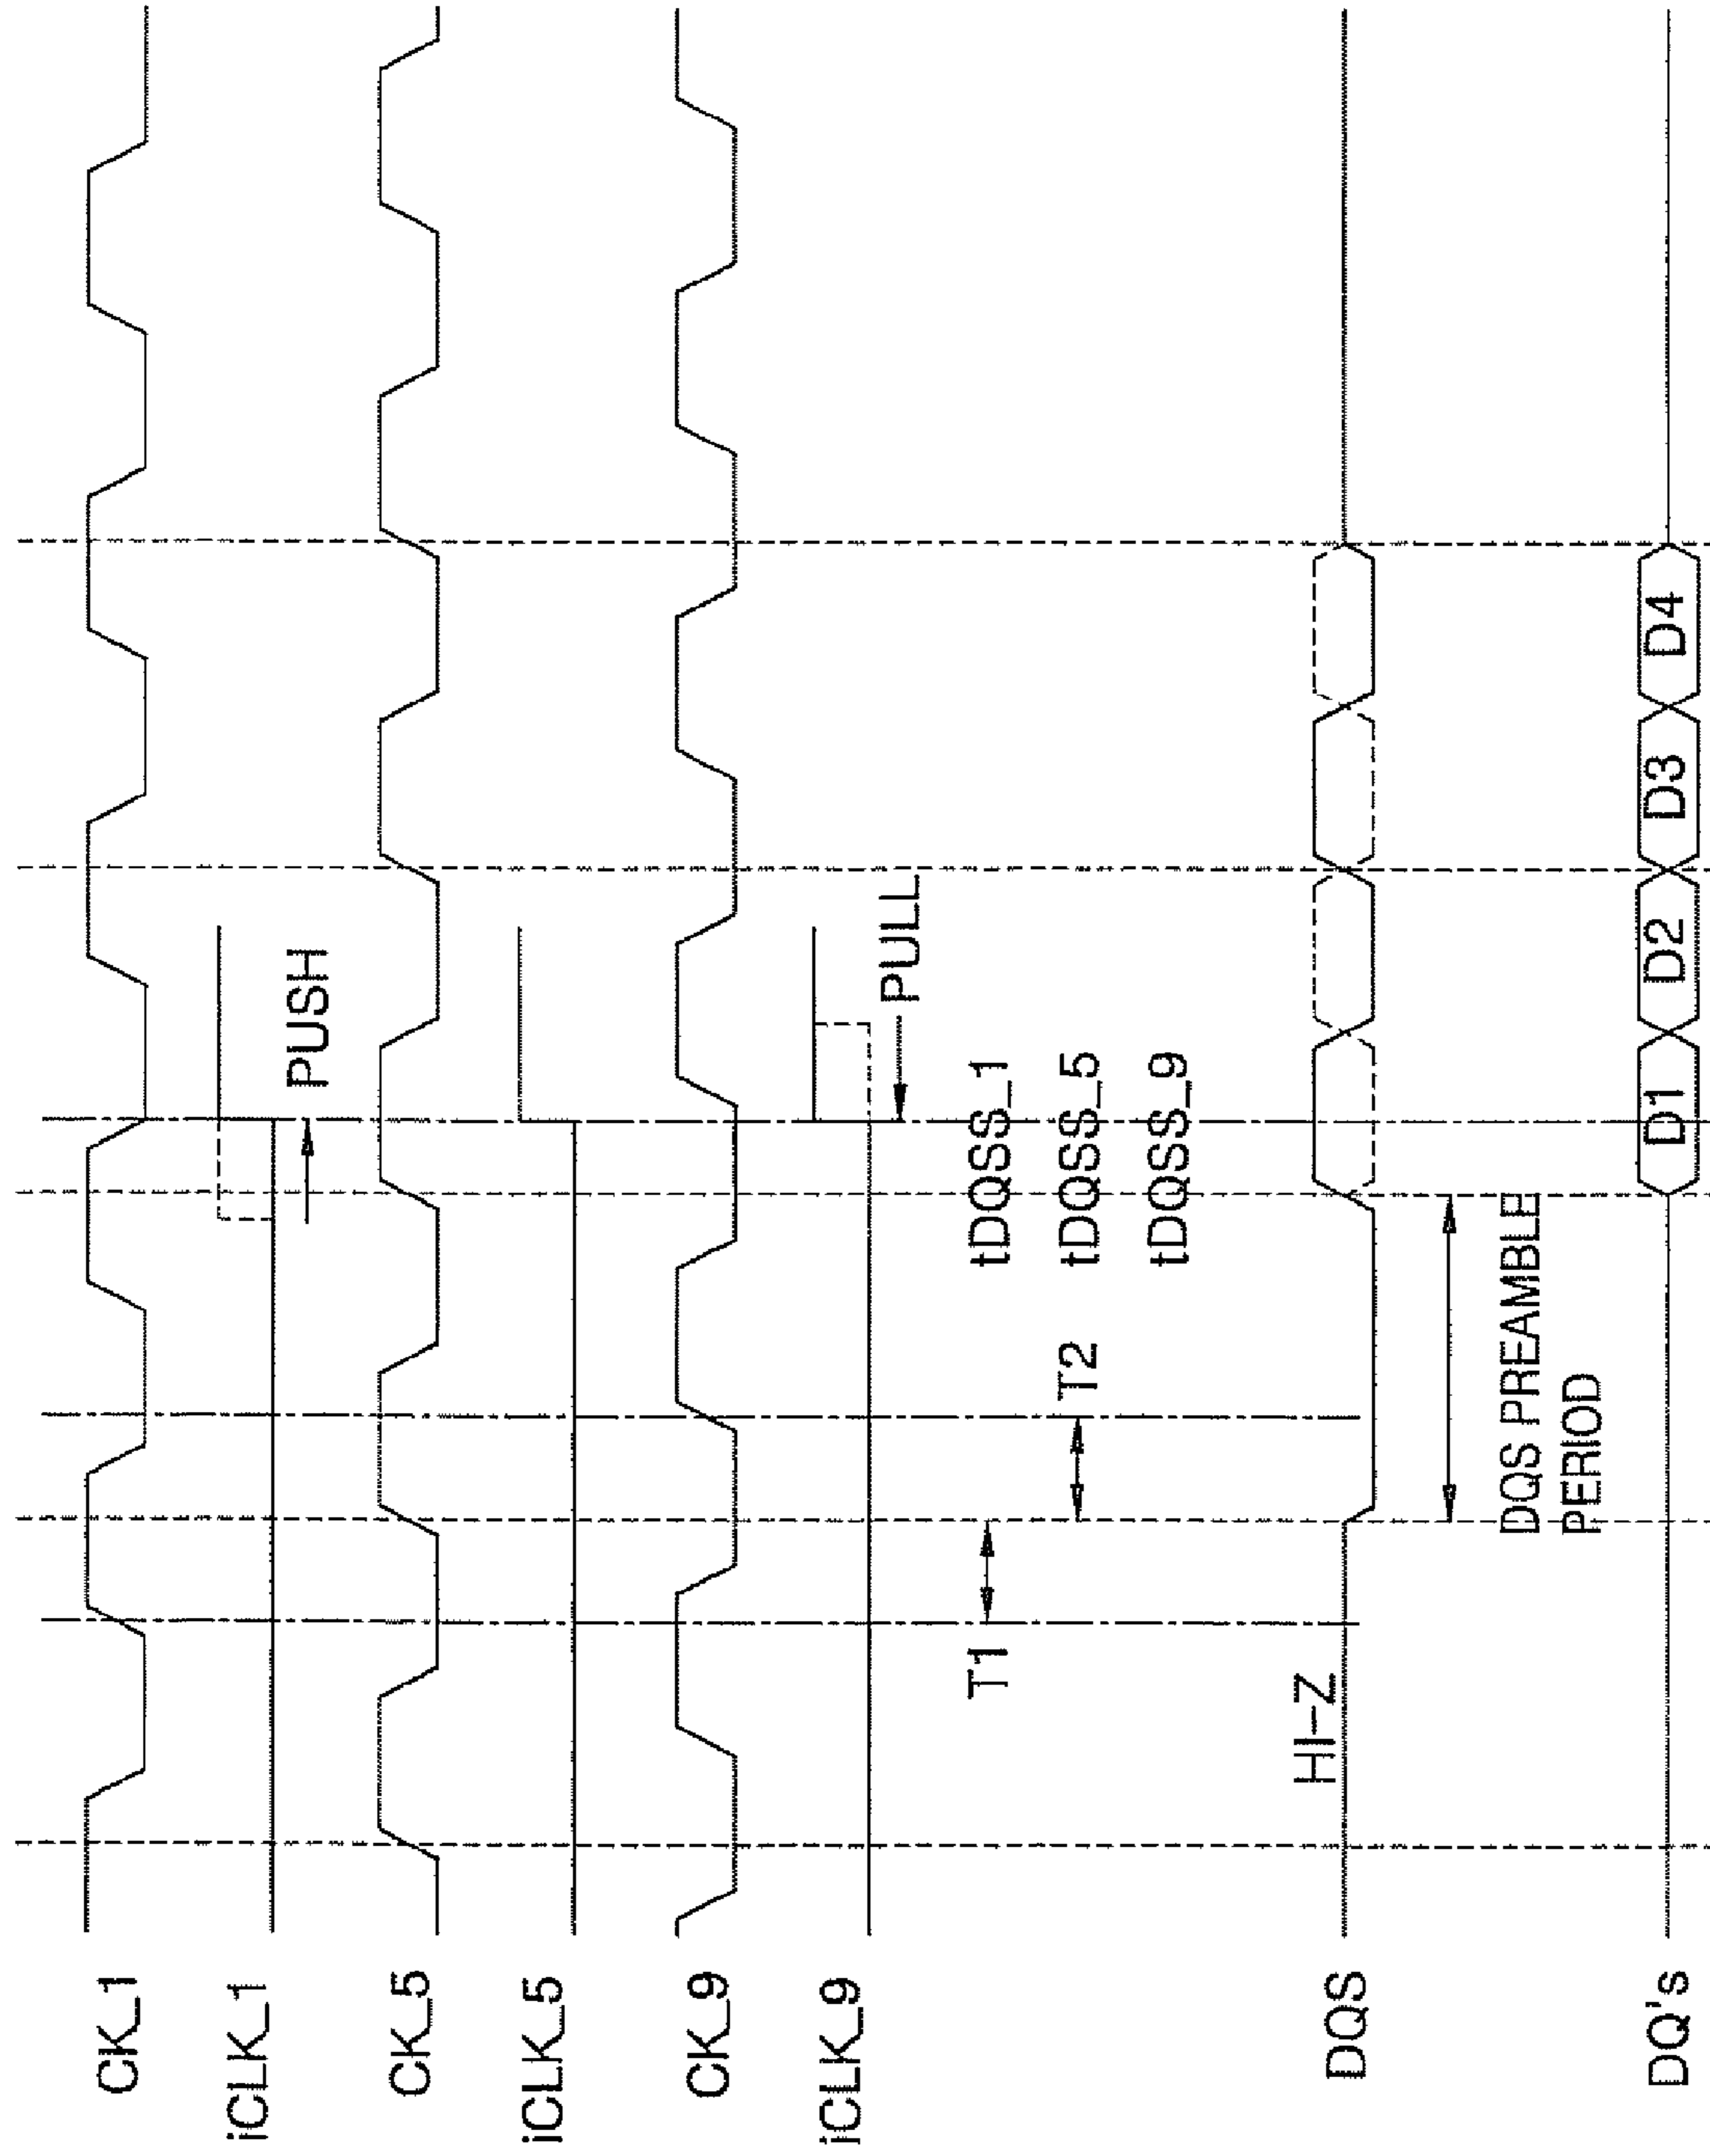 CK_1
iCLK_1
PUSH
CK_5
iCLK_5
CK_9
iCLK_9
PULL
T1
tDQSS_1
T2
tDQSS_5
tDQSS_9
HI-Z
DQS
DQS PREAMBLE
PERIOD
DQ's
D1
D2
D3
D4